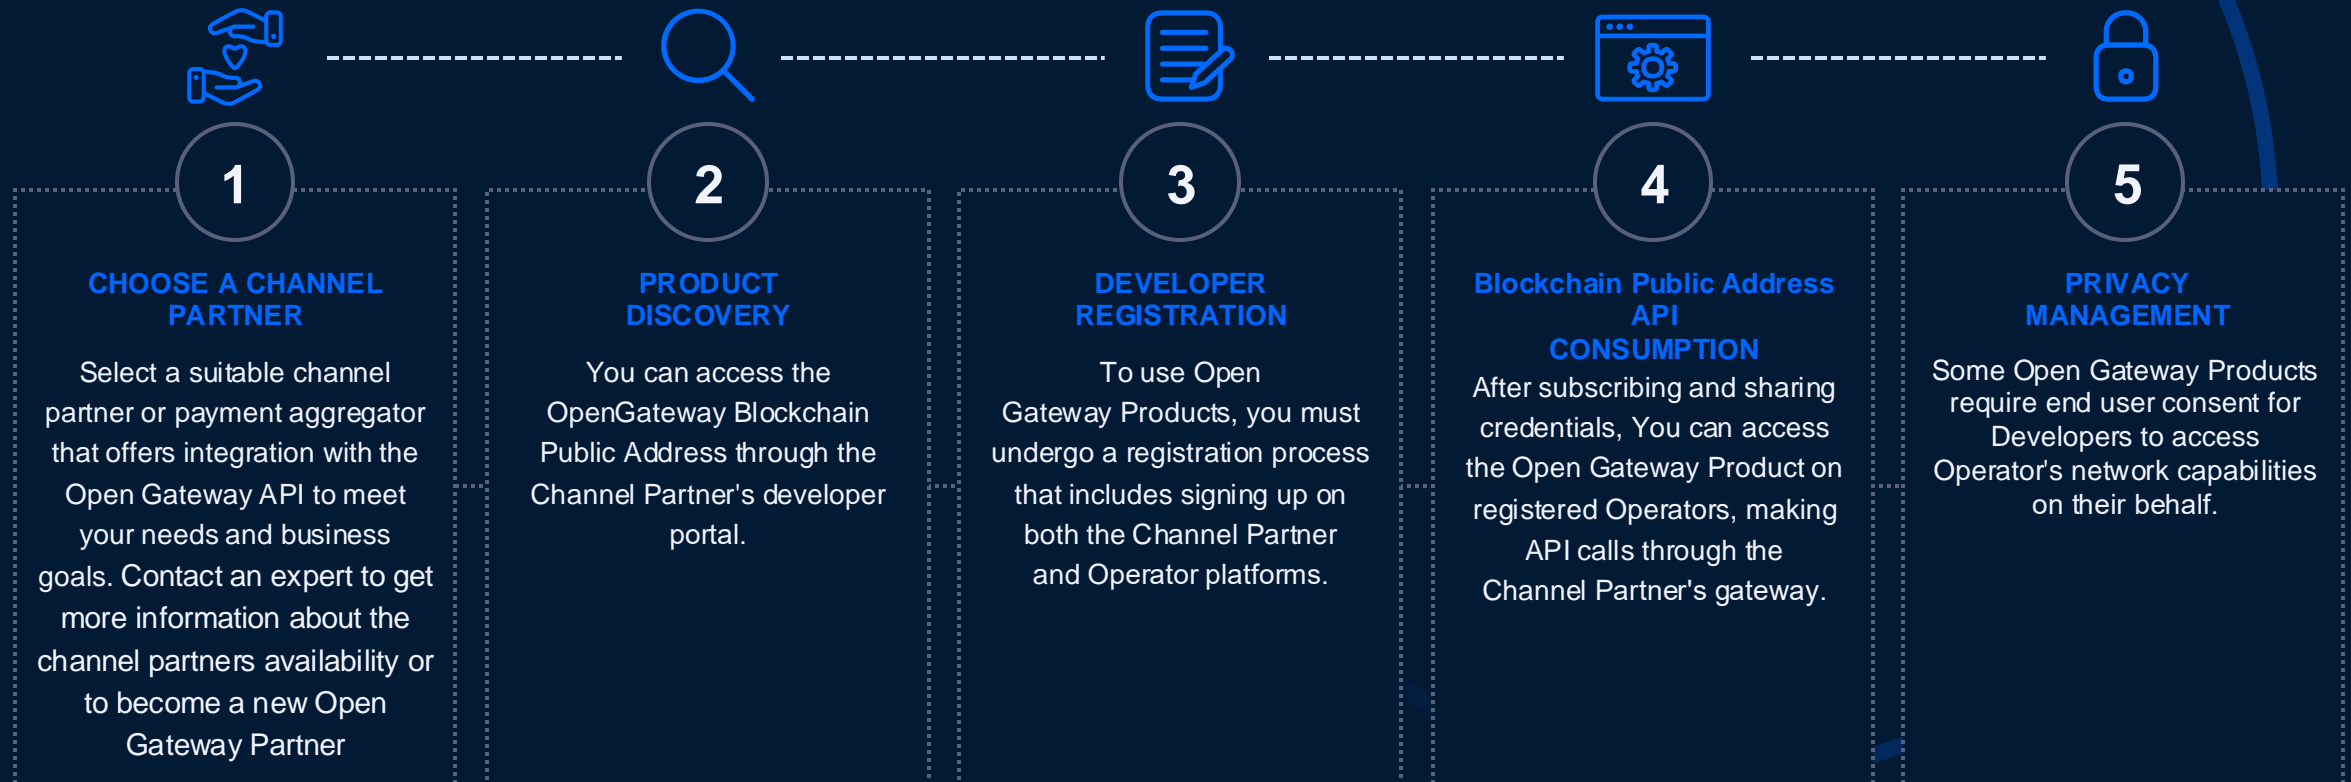 1
CHOOSE A CHANNEL
PARTNER
Select a suitable channel
partner or payment aggregator
that offers integration with the
Open Gateway API to meet
your needs and business
goals. Contact an expert to get
more information about the
channel partners availability or
to become a new Open
Gateway Partner
2
PRODUCT
DISCOVERY
You can access the
OpenGateway Blockchain
Public Address through the
Channel Partner's developer
portal.
3
DEVELOPER
REGISTRATION
To use Open
Gateway Products, you must
undergo a registration process
that includes signing up on
both the Channel Partner
and Operator platforms.
4
Blockchain Public Address
API
CONSUMPTION
After subscribing and sharing
credentials, You can access
the Open Gateway Product on
registered Operators, making
API calls through the
Channel Partner's gateway.
5
PRIVACY
MANAGEMENT
Some Open Gateway Products
require end user consent for
Developers to access
Operator's network capabilities
on their behalf.